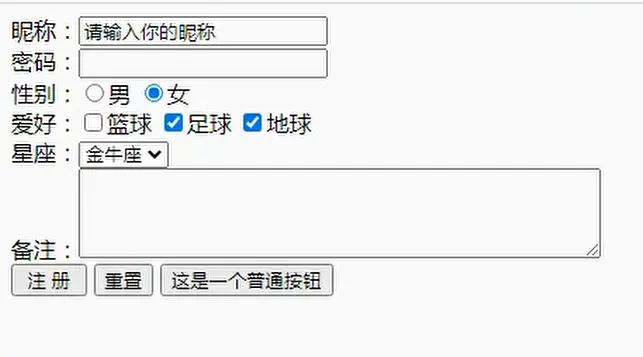 昵称：请输入你的昵称
密码：
性别：男 女
爱好：篮球 足球 地球
星座：金牛座
备注：
注 册 重置 这是一个普通按钮